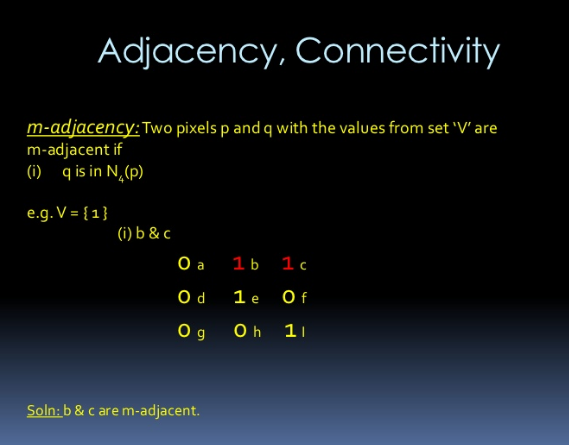 Adjacency, Connectivity
m-adjacency: Two pixels p and q with the values from set ‘V’ are
m-adjacent if
(i) q is in N4(p)
e.g. V = { 1 }
(i) b & c
0 a 1 b 1 c
0 d 1 e 0 f
0 g 0 h 1 I
Soln: b & c are m-adjacent.